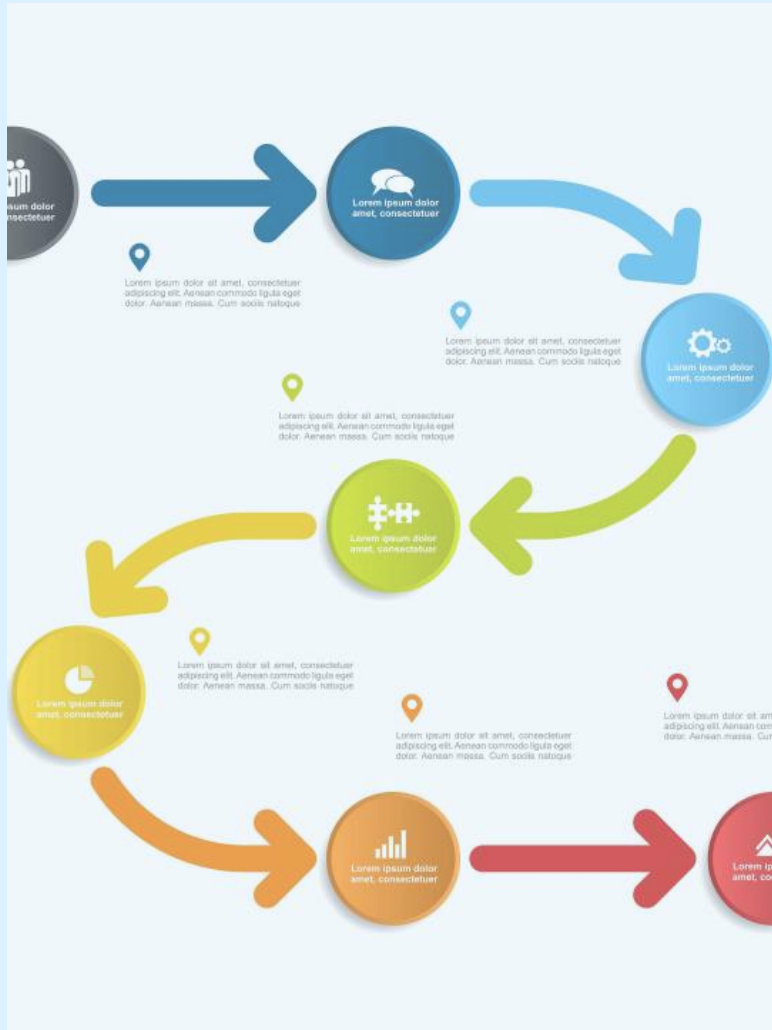 sum dolor
nsectetuer
Lorem ipsum dolor
amet, consectetuer
Lorem ipsum dolor sit amet, consectetuer
adipiscing elit. Aenean commodo ligula eget
dolor. Aenean massa. Cum sociis natoque
Lorem ipsum dolor sit amet, consectetuer
adipiscing elit. Aenean commodo ligula eget
dolor. Aenean massa. Cum sociis natoque
Lorem ipsum dolor
amet, consectetuer
Lorem ipsum dolor sit amet, consectetuer
adipiscing elit. Aenean commodo ligula eget
dolor. Aenean massa. Cum sociis natoque
Lorem ipsum dolor
amet, consectetuer
Lorem ipsum dolor
amet, consectetuer
Lorem ipsum dolor sit amet, consectetuer
adipiscing elit. Aenean commodo ligula eget
dolor. Aenean massa. Cum sociis natoque
Lorem ipsum dolor sit amet, consectetuer
adipiscing elit. Aenean commodo ligula eget
dolor. Aenean massa. Cum sociis natoque
Lorem ipsum dolor sit am
adipiscing elit. Aenean com
dolor. Aenean massa. Cum
Lorem ipsum dolor
amet, consectetuer
Lorem ip
amet, co